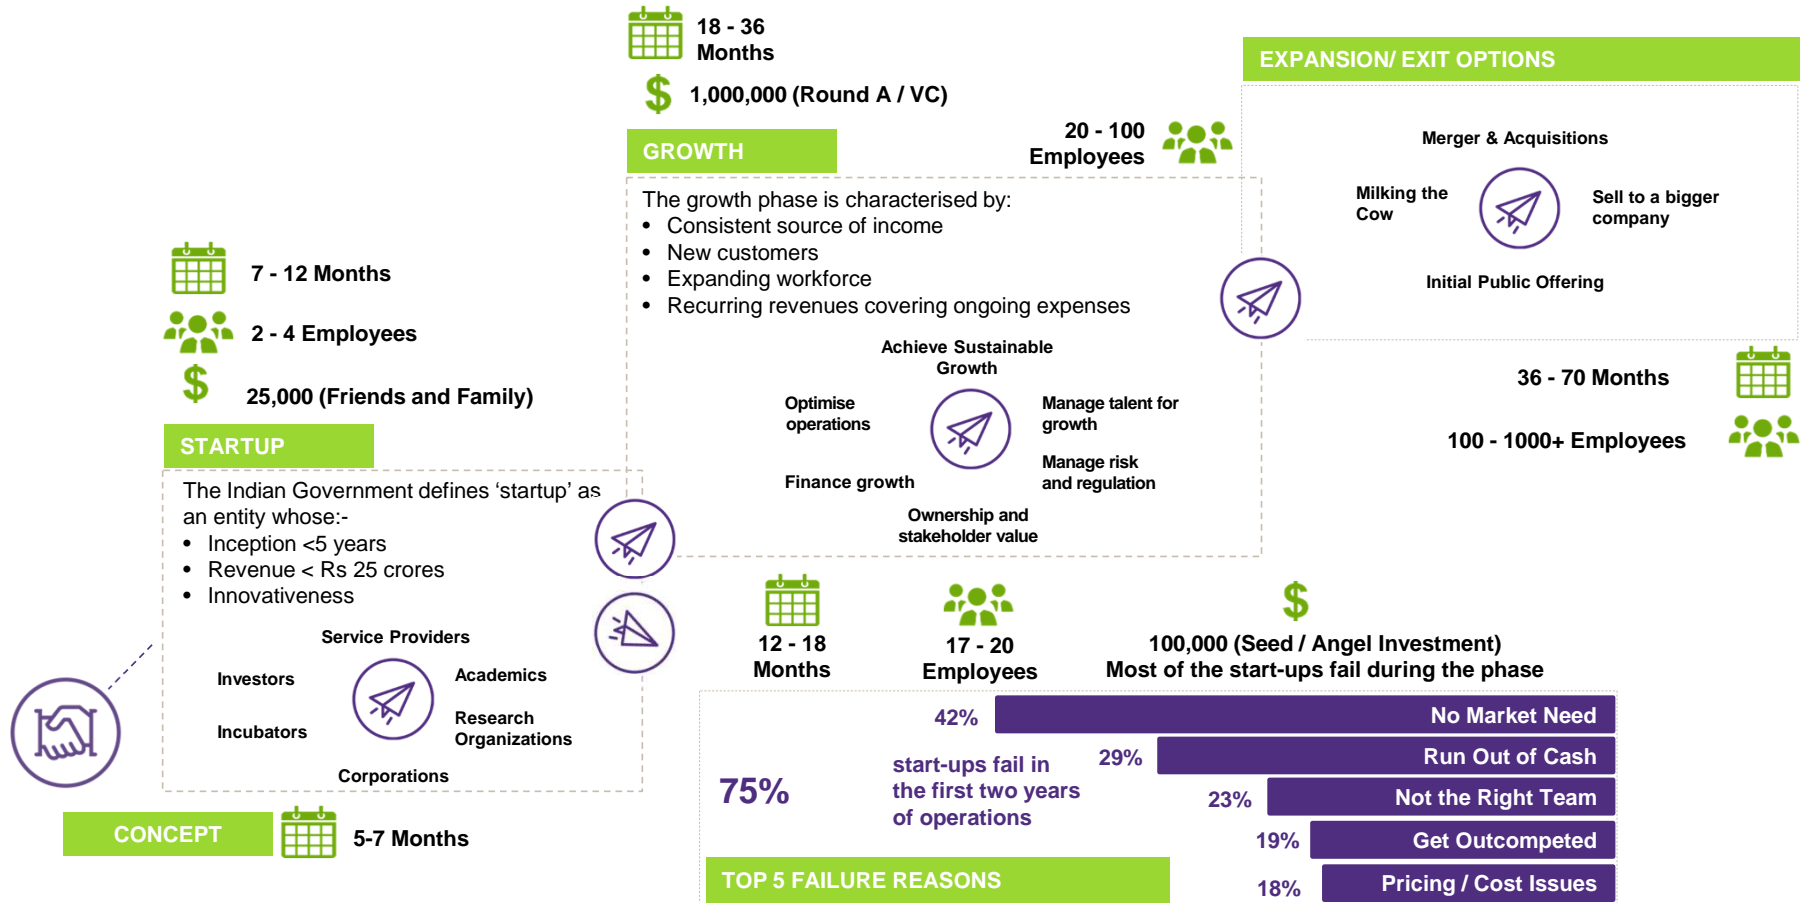 18 - 36
Months
$ 1,000,000 (Round A / VC)
GROWTH
20 - 100
Employees
The growth phase is characterised by:
• Consistent source of income
• New customers
• Expanding workforce
• Recurring revenues covering ongoing expenses
Achieve Sustainable
Growth
Optimise
operations
Manage talent for
growth
Finance growth
Manage risk
and regulation
Ownership and
stakeholder value
EXPANSION/ EXIT OPTIONS
Merger & Acquisitions
Milking the
Cow
Sell to a bigger
company
Initial Public Offering
36 - 70 Months
100 - 1000+ Employees
7 - 12 Months
2 - 4 Employees
$ 25,000 (Friends and Family)
STARTUP
The Indian Government defines ‘startup’ as
an entity whose:-
• Inception <5 years
• Revenue < Rs 25 crores
• Innovativeness
Service Providers
Investors
Academics
Incubators
Research
Organizations
Corporations
CONCEPT
5-7 Months
12 - 18
Months
17 - 20
Employees
$
100,000 (Seed / Angel Investment)
Most of the start-ups fail during the phase
75%
start-ups fail in
the first two years
of operations
42% No Market Need
29% Run Out of Cash
23% Not the Right Team
19% Get Outcompeted
18% Pricing / Cost Issues
TOP 5 FAILURE REASONS